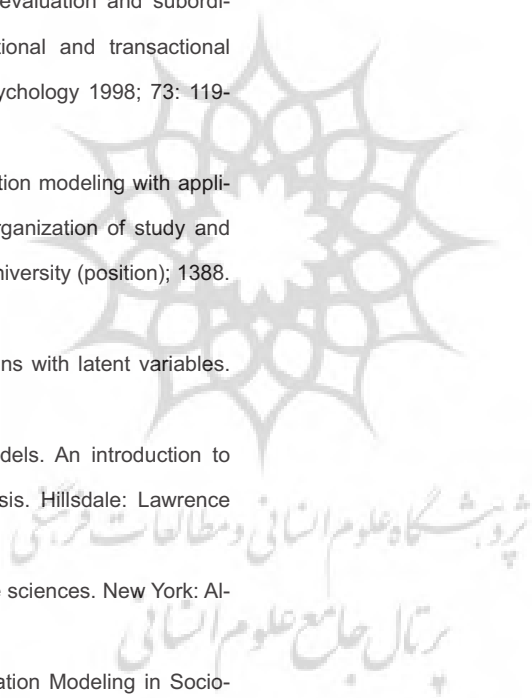 evaluation and subordi-
tional and transactional
ychology 1998; 73: 119-
tion modeling with appli-
rganization of study and
niversity (position); 1388.
ns with latent variables.
dels. An introduction to
sis. Hillsdale: Lawrence
پژوهشگاه علوم انسانی و مطالعات فرهنگی
e sciences. New York: Al-
پرتال جامع علوم انسانی
ation Modeling in Socio-